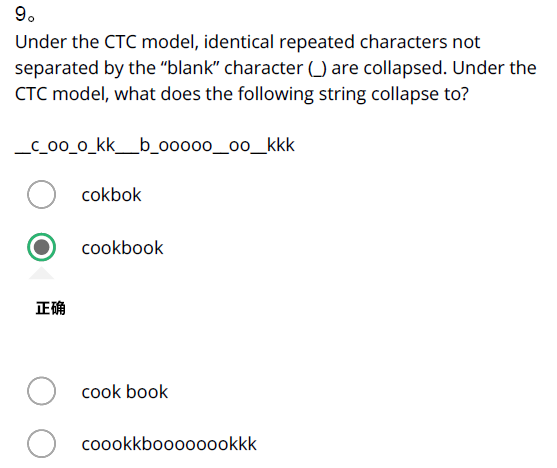 9。
Under the CTC model, identical repeated characters not
separated by the “blank” character (_) are collapsed. Under the
CTC model, what does the following string collapse to?
__c_oo_o_kk___b_ooooo__oo__kkk
cokbok
cookbook
正确
cook book
coookkboooooookkk